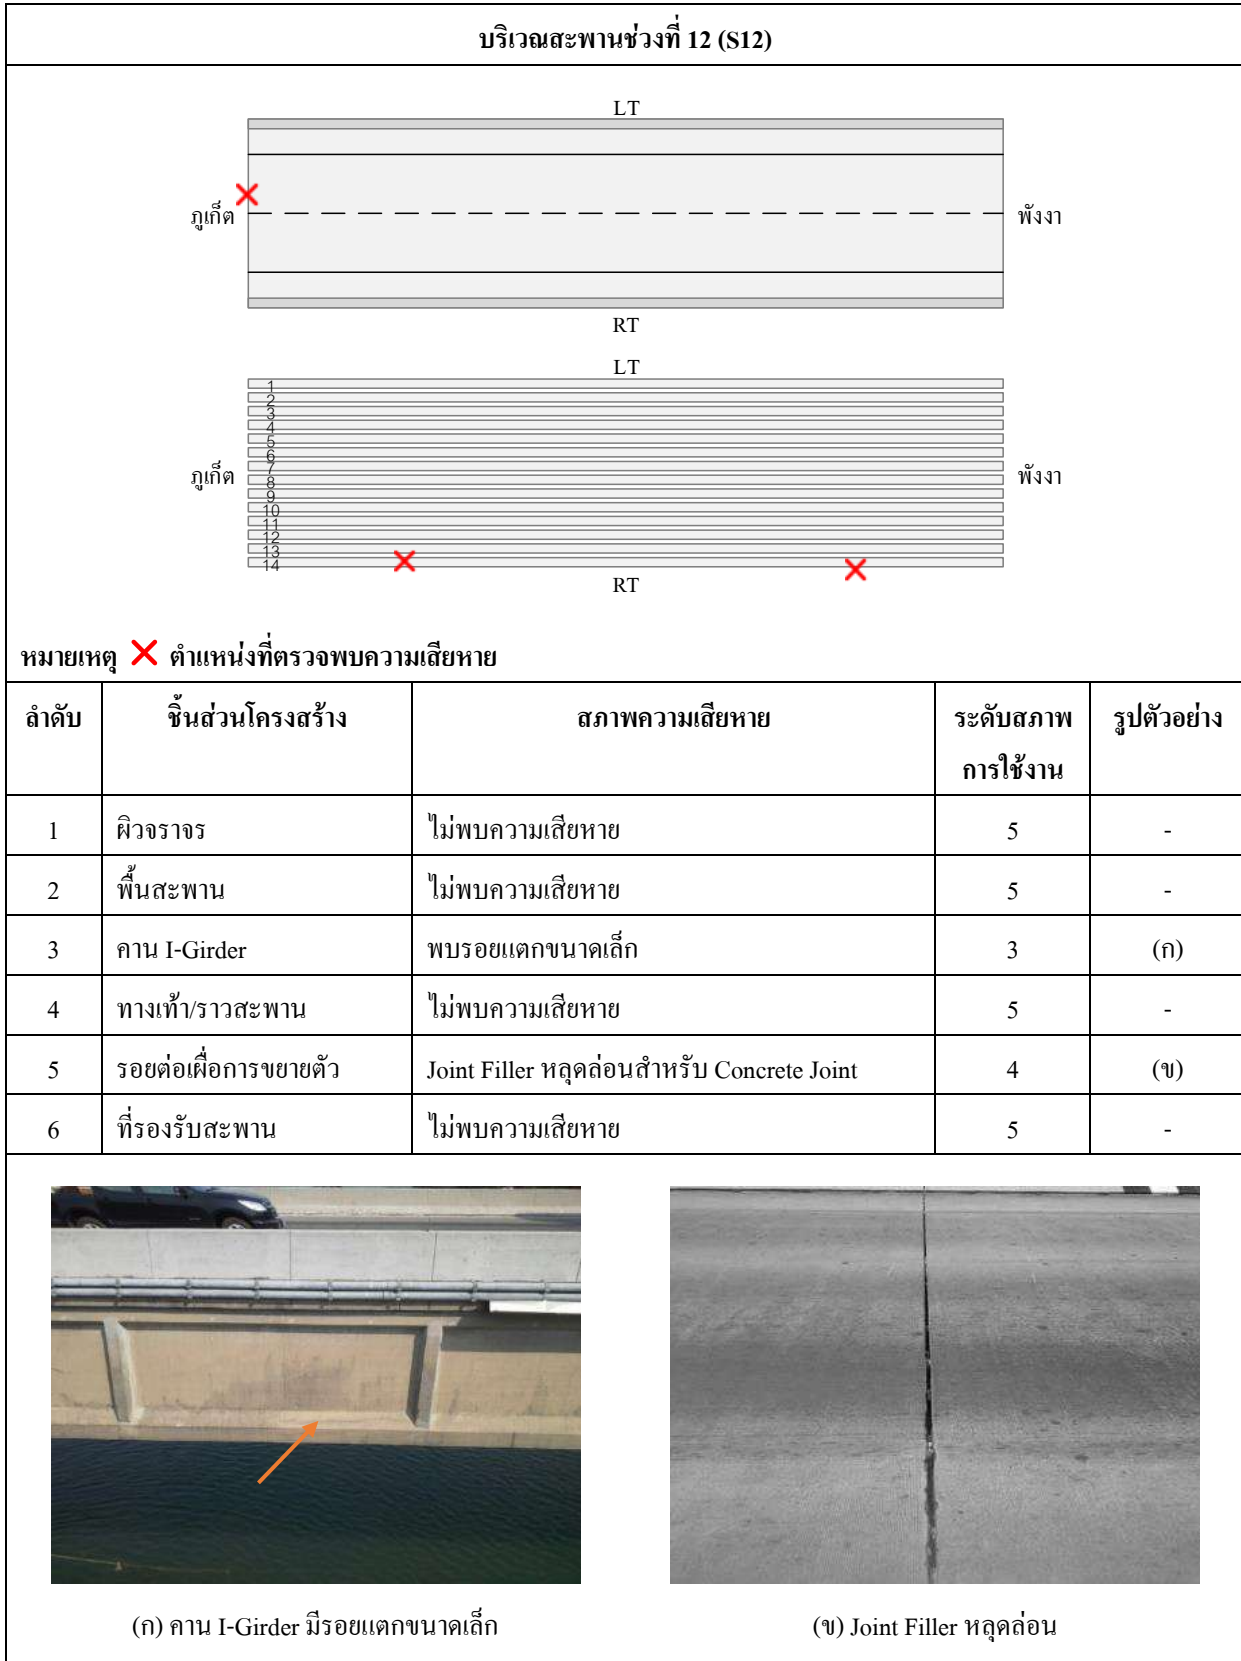 บริเวณสะพานช่วงที่ 12 (S12)
LT
ภูเก็ต
พังงา
RT
LT
1
2
3
4
5
6
7
8
9
10
11
12
13
14
ภูเก็ต
พังงา
RT
หมายเหตุ ตำแหน่งที่ตรวจพบความเสียหาย
ลำดับ ชิ้นส่วนโครงสร้าง สภาพความเสียหาย ระดับสภาพการใช้งาน รูปตัวอย่าง
1 ผิวจราจร ไม่พบความเสียหาย 5 -
2 พื้นสะพาน ไม่พบความเสียหาย 5 -
3 คาน I-Girder พบรอยแตกขนาดเล็ก 3 (ก)
4 ทางเท้า/ราวสะพาน ไม่พบความเสียหาย 5 -
5 รอยต่อเผื่อการขยายตัว Joint Filler หลุดล่อนสำหรับ Concrete Joint 4 (ข)
6 ที่รองรับสะพาน ไม่พบความเสียหาย 5 -
(ก) คาน I-Girder มีรอยแตกขนาดเล็ก
(ข) Joint Filler หลุดล่อน